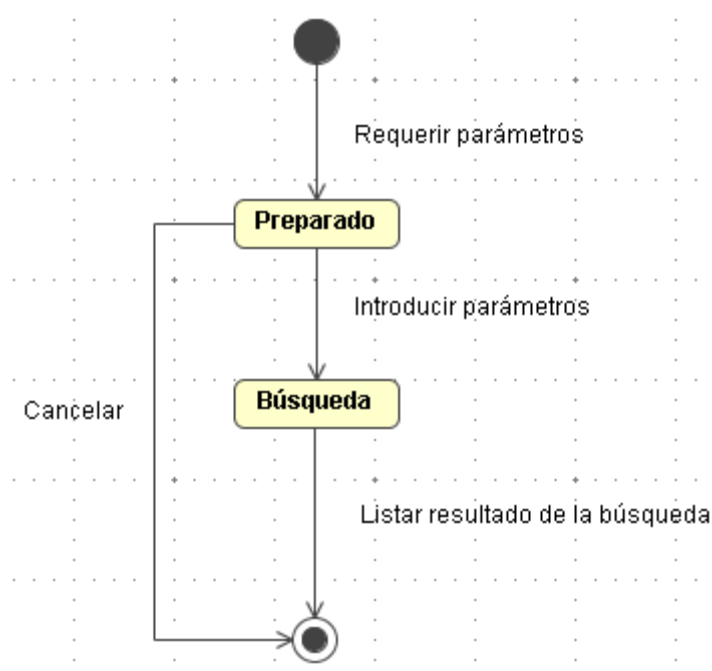 Requerir parámetros
Preparado
Introducir parámetros
Búsqueda
Cancelar
Listar resultado de la búsqueda